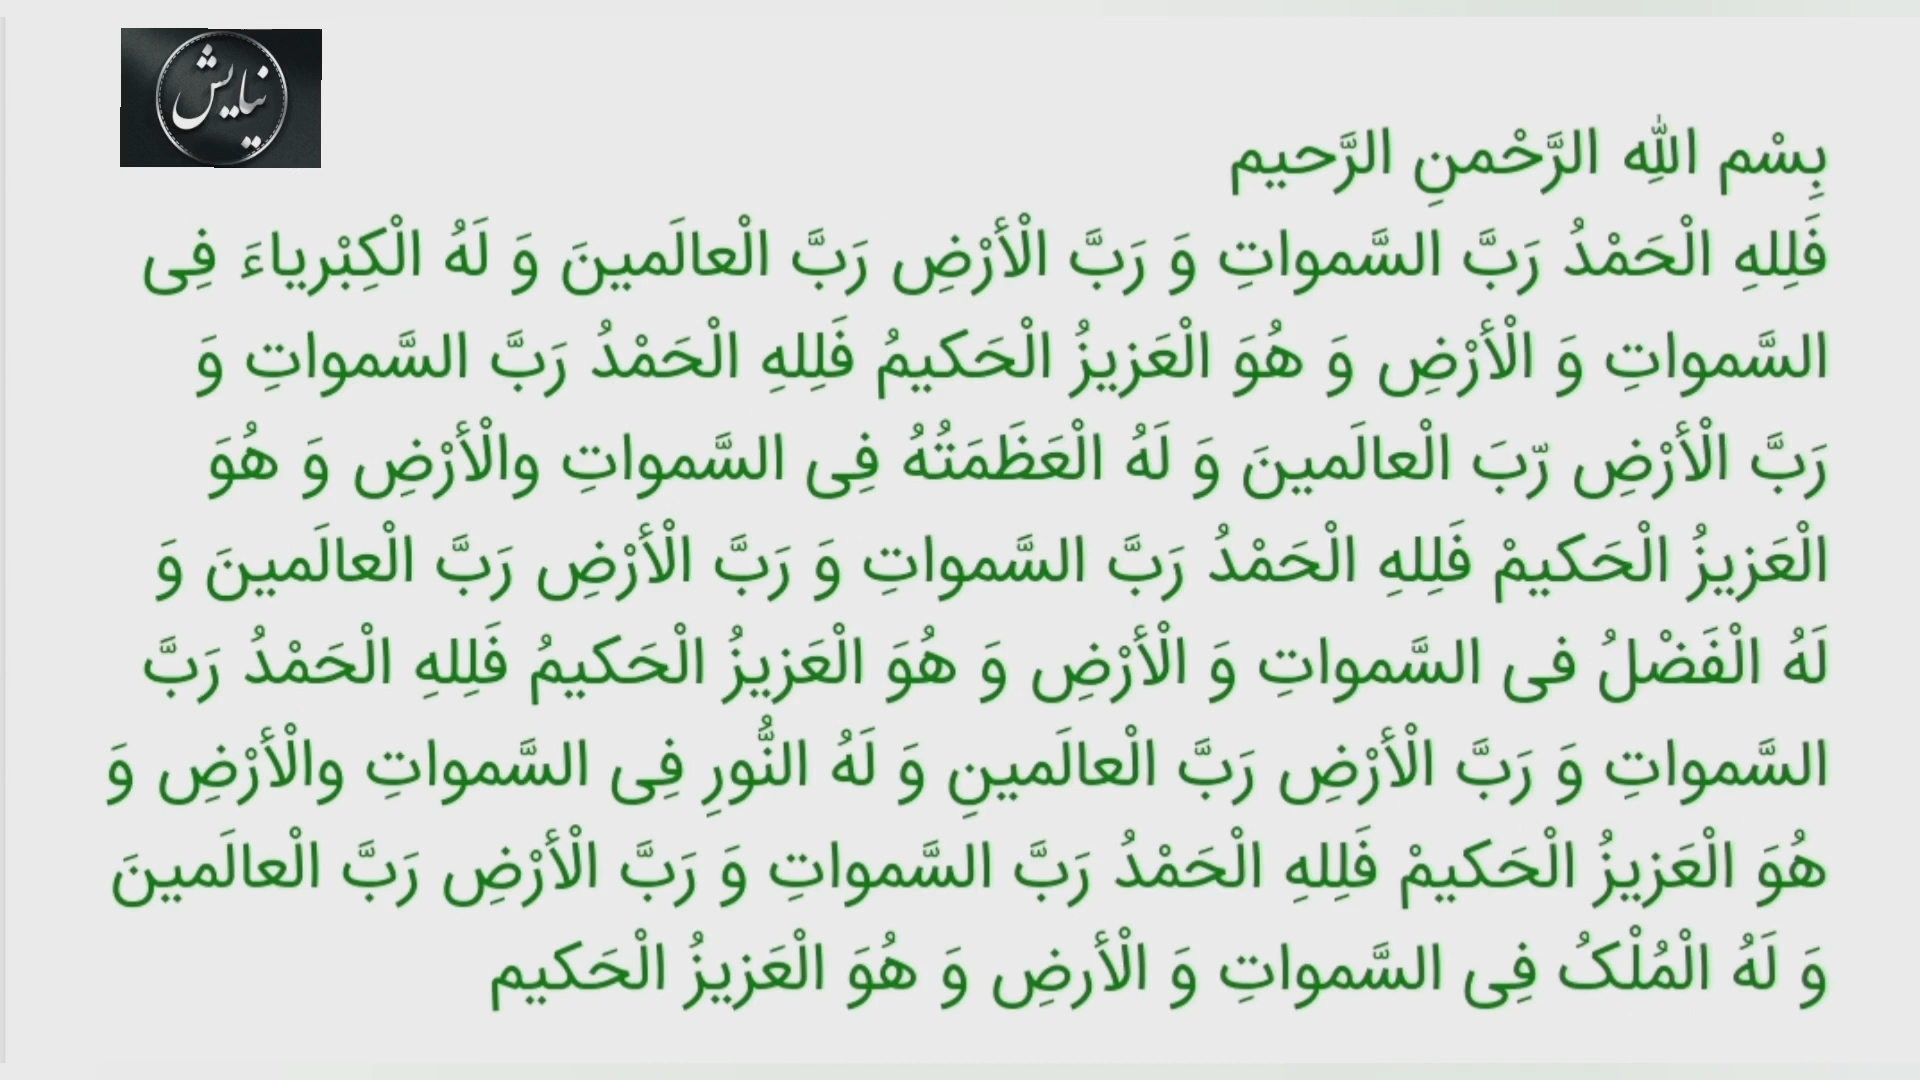 نیایش
بِسْم اللهِ الرَّحْمنِ الرَّحیم
فَلِلهِ الْحَمْدُ رَبَّ السَّمواتِ وَ رَبَّ الْأَرْضِ رَبَّ الْعالَمینَ وَ لَهُ الْکِبْریاءَ فِی
السَّمواتِ وَ الْأَرْضِ وَ هُوَ الْعَزیزُ الْحَکیمُ فَلِلهِ الْحَمْدُ رَبَّ السَّمواتِ وَ
رَبَّ الْأَرْضِ رّبَ الْعالَمینَ وَ لَهُ الْعَظَمَتُهُ فِی السَّمواتِ والْأَرْضِ وَ هُوَ
الْعَزیزُ الْحَکیمْ فَلِلهِ الْحَمْدُ رَبَّ السَّمواتِ وَ رَبَّ الْأَرْضِ رَبَّ الْعالَمینَ وَ
لَهُ الْفَضْلُ فی السَّمواتِ وَ الْأَرْضِ وَ هُوَ الْعَزیزُ الْحَکیمُ فَلِلهِ الْحَمْدُ رَبَّ
السَّمواتِ وَ رَبَّ الْأَرْضِ رَبَّ الْعالَمینِ وَ لَهُ النُّورِ فِی السَّمواتِ والْأَرْضِ وَ
هُوَ الْعَزیزُ الْحَکیمْ فَلِلهِ الْحَمْدُ رَبَّ السَّمواتِ وَ رَبَّ الْأَرْضِ رَبَّ الْعالَمینَ
وَ لَهُ الْمُلْکُ فِی السَّمواتِ وَ الْأَرضِ وَ هُوَ الْعَزیزُ الْحَکیم